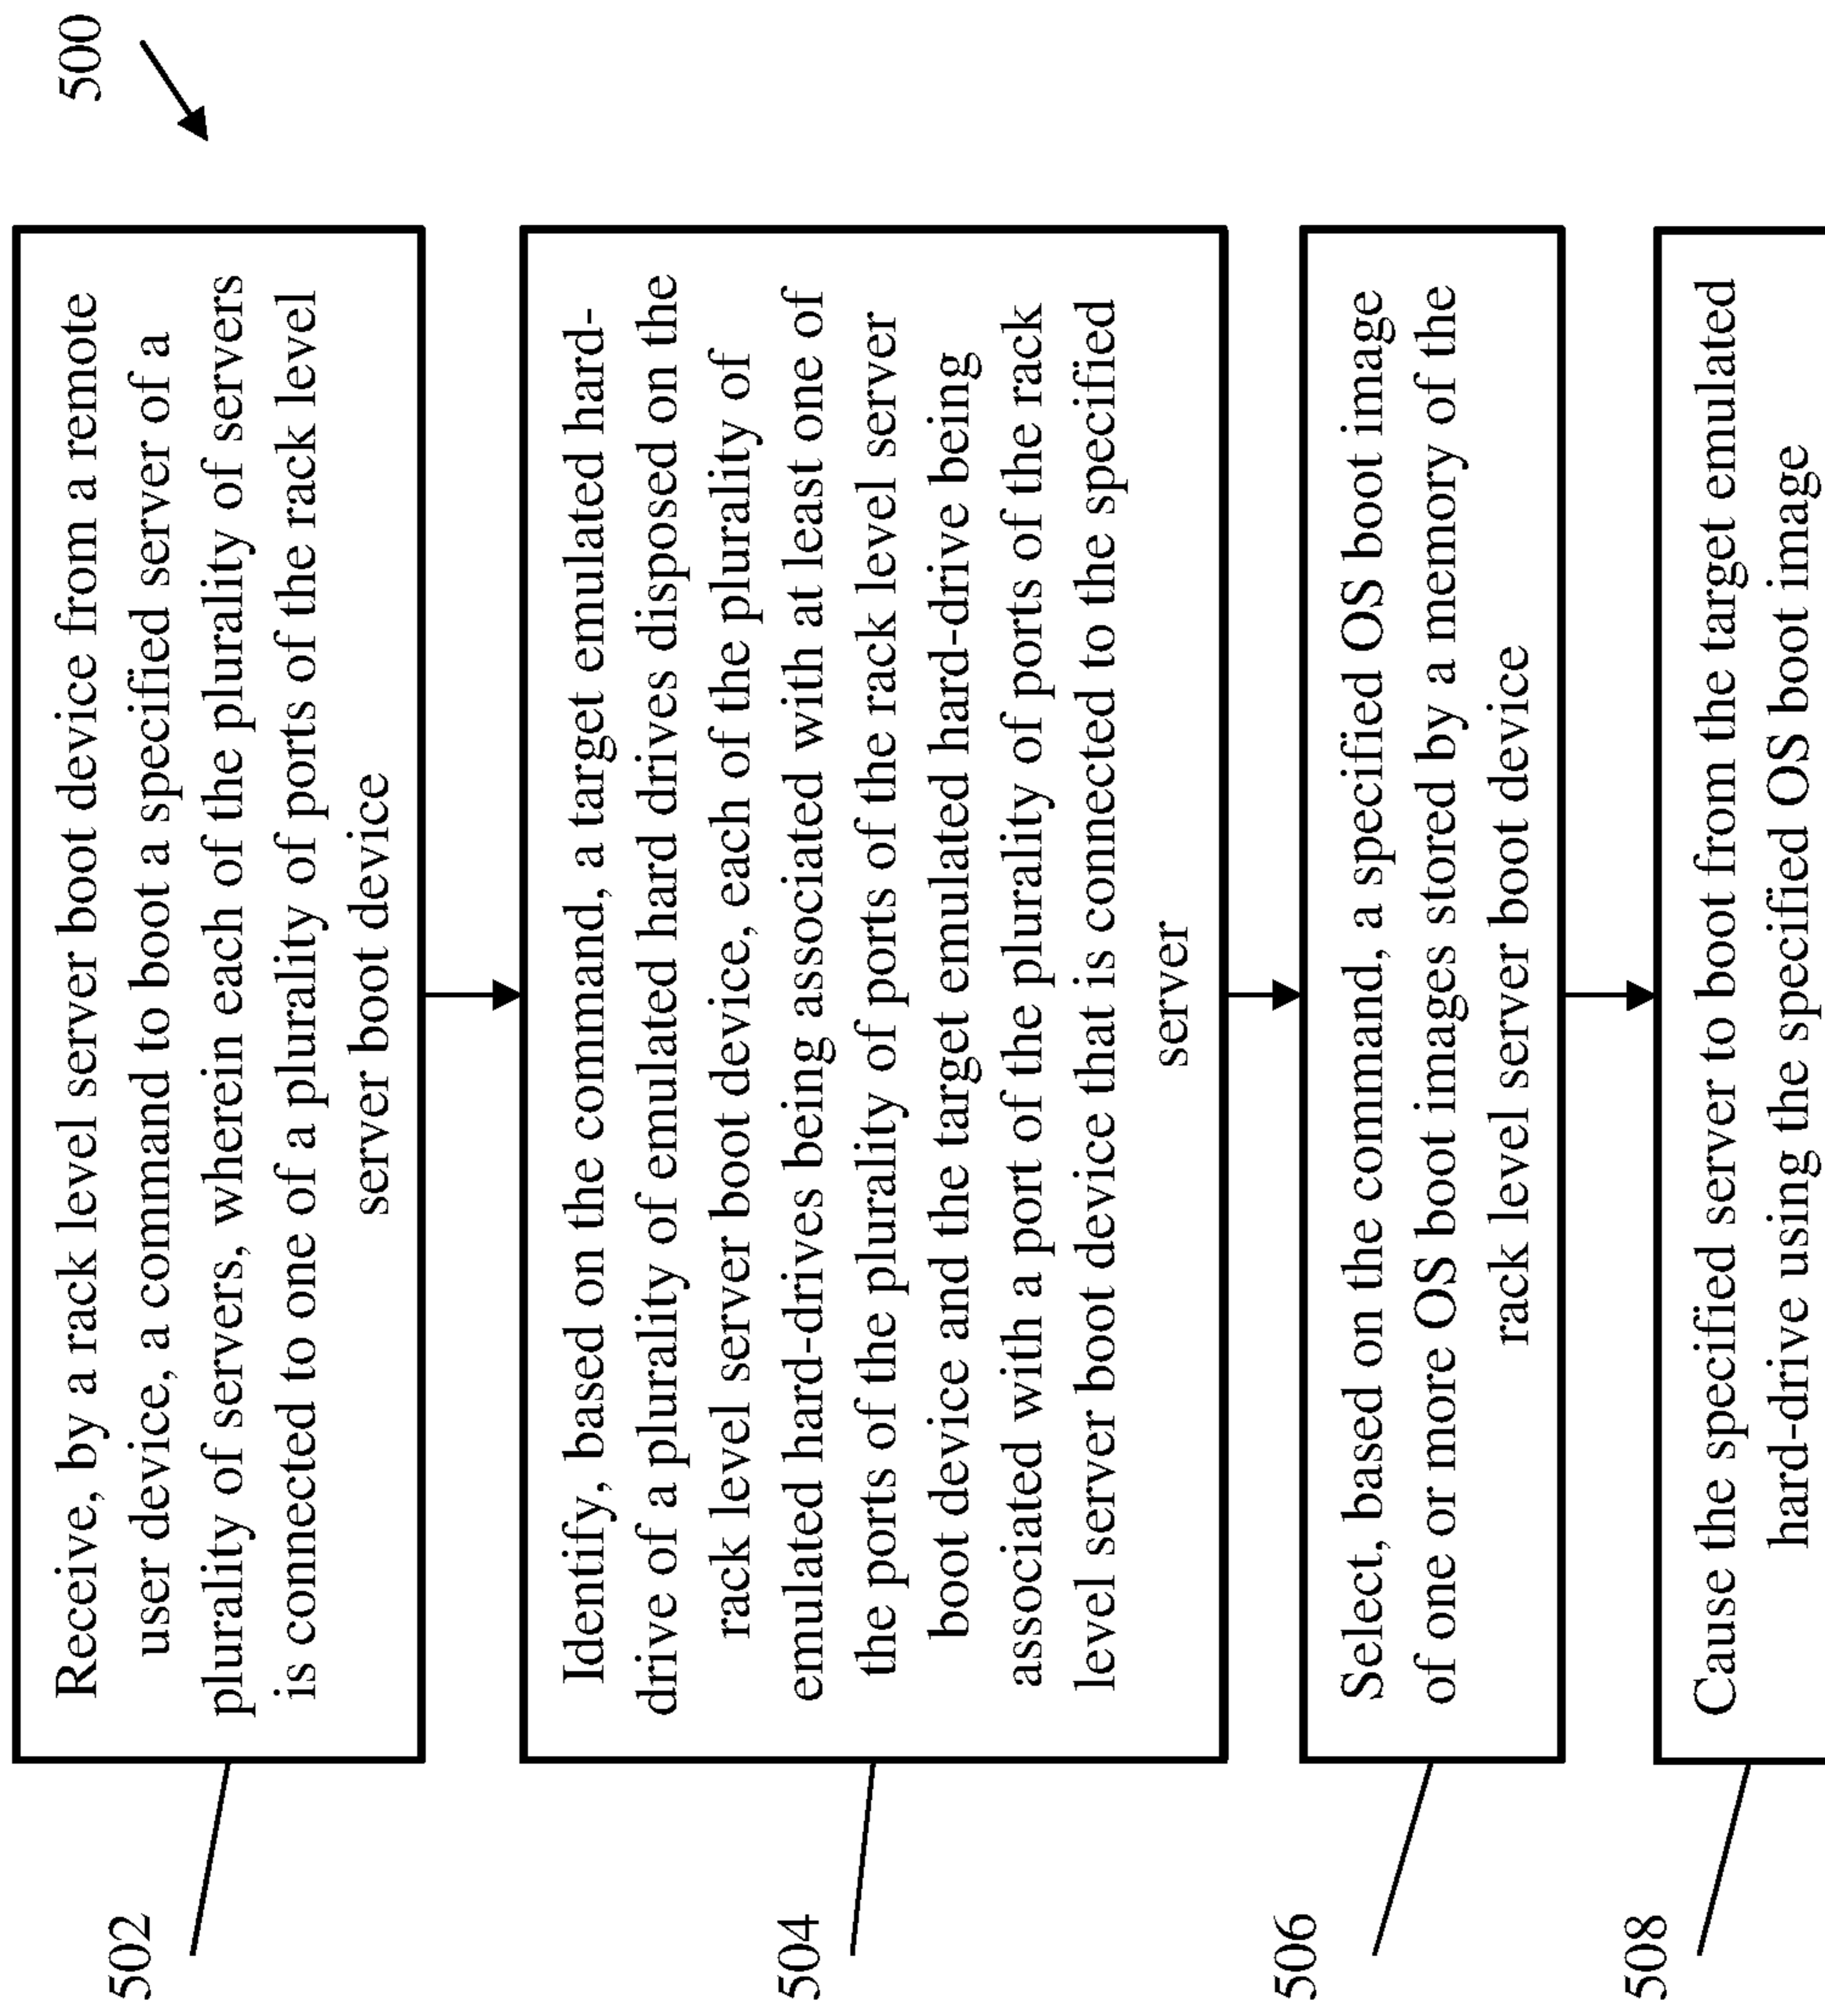 500
502
Receive, by a rack level server boot device from a remote
user device, a command to boot a specified server of a
plurality of servers, wherein each of the plurality of servers
is connected to one of a plurality of ports of the rack level
server boot device
504
Identify, based on the command, a target emulated hard-
drive of a plurality of emulated hard drives disposed on the
rack level server boot device, each of the plurality of
emulated hard-drives being associated with at least one of
the ports of the plurality of ports of the rack level server
boot device and the target emulated hard-drive being
associated with a port of the plurality of ports of the rack
level server boot device that is connected to the specified
server
506
Select, based on the command, a specified OS boot image
of one or more OS boot images stored by a memory of the
rack level server boot device
508
Cause the specified server to boot from the target emulated
hard-drive using the specified OS boot image